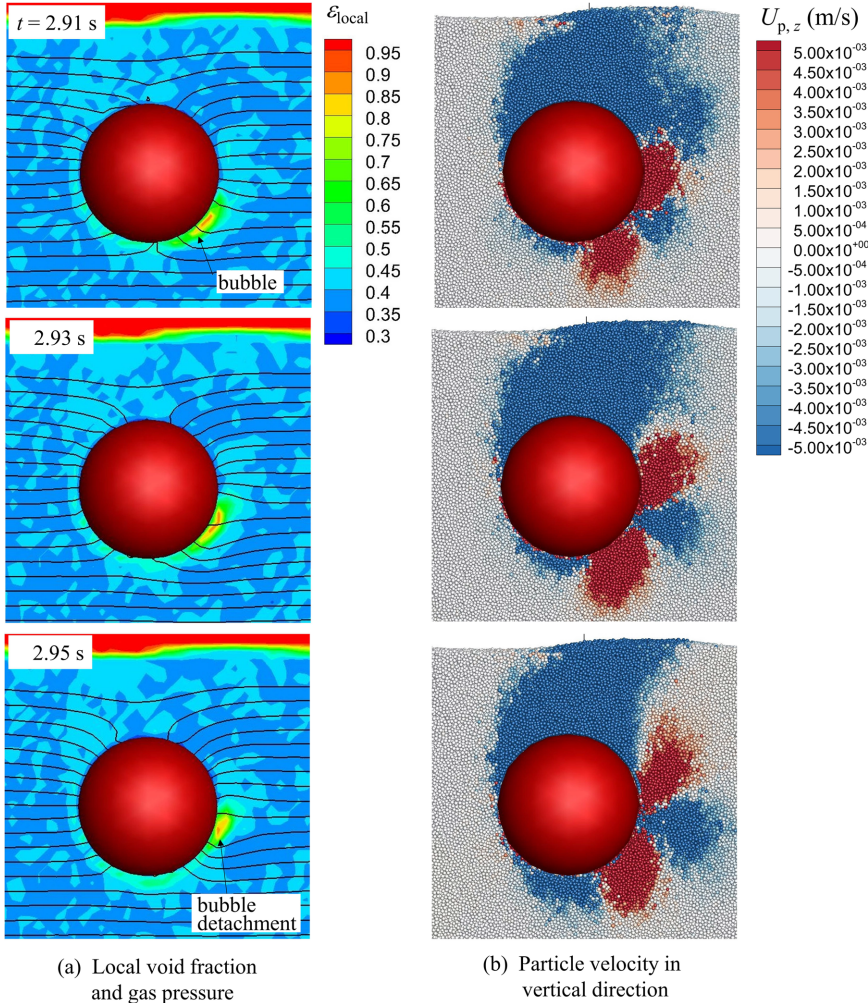 t = 2.91 s
bubble
2.93 s
2.95 s
bubble
detachment
εlocal
0.95
0.9
0.85
0.8
0.75
0.7
0.65
0.6
0.55
0.5
0.45
0.4
0.35
0.3
(a) Local void fraction
and gas pressure
Up, z (m/s)
5.00x10-03
4.50x10-03
4.00x10-03
3.50x10-03
3.00x10-03
2.50x10-03
2.00x10-03
1.50x10-03
1.00x10-03
5.00x10-04
0.00x10+00
-5.00x10-04
-1.00x10-03
-1.50x10-03
-2.00x10-03
-2.50x10-03
-3.00x10-03
-3.50x10-03
-4.00x10-03
-4.50x10-03
-5.00x10-03
(b) Particle velocity in
vertical direction